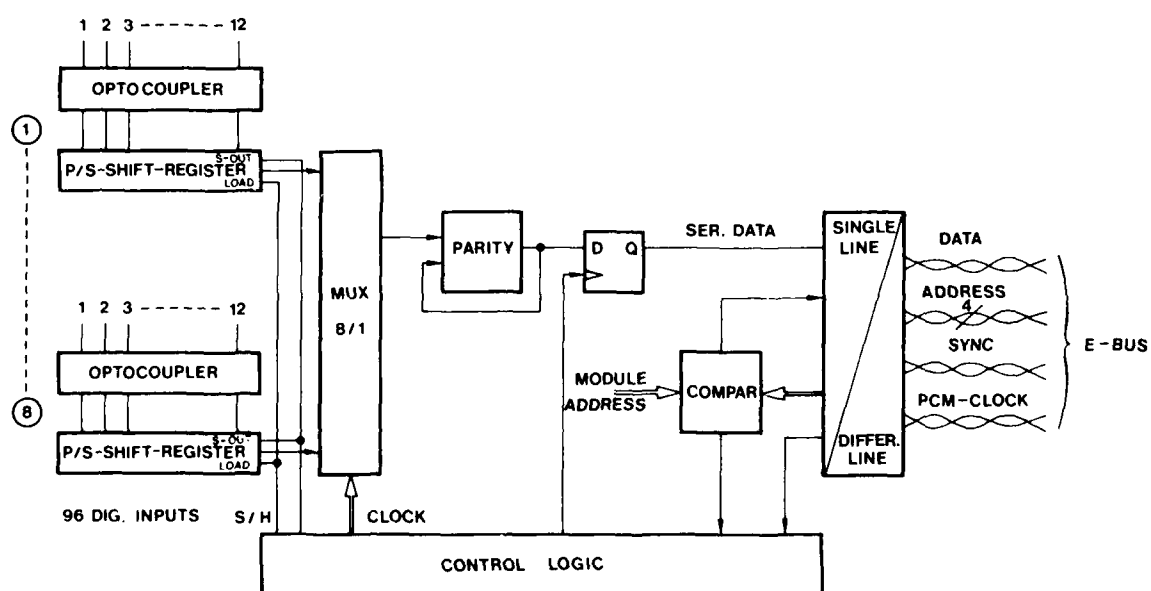 1 2 3 12
OPTOCOUPLER
1
P/S-SHIFT-REGISTER
S-OUT
LOAD
1 2 3 12
OPTOCOUPLER
8
P/S-SHIFT-REGISTER
S-OUT
LOAD
96 DIG. INPUTS
S/H
CLOCK
MUX
8/1
PARITY
D Q
SER. DATA
MODULE
ADDRESS
COMPAR
SINGLE
LINE
DIFFER.
LINE
DATA
ADDRESS
4
SYNC
PCM-CLOCK
E-BUS
CONTROL LOGIC